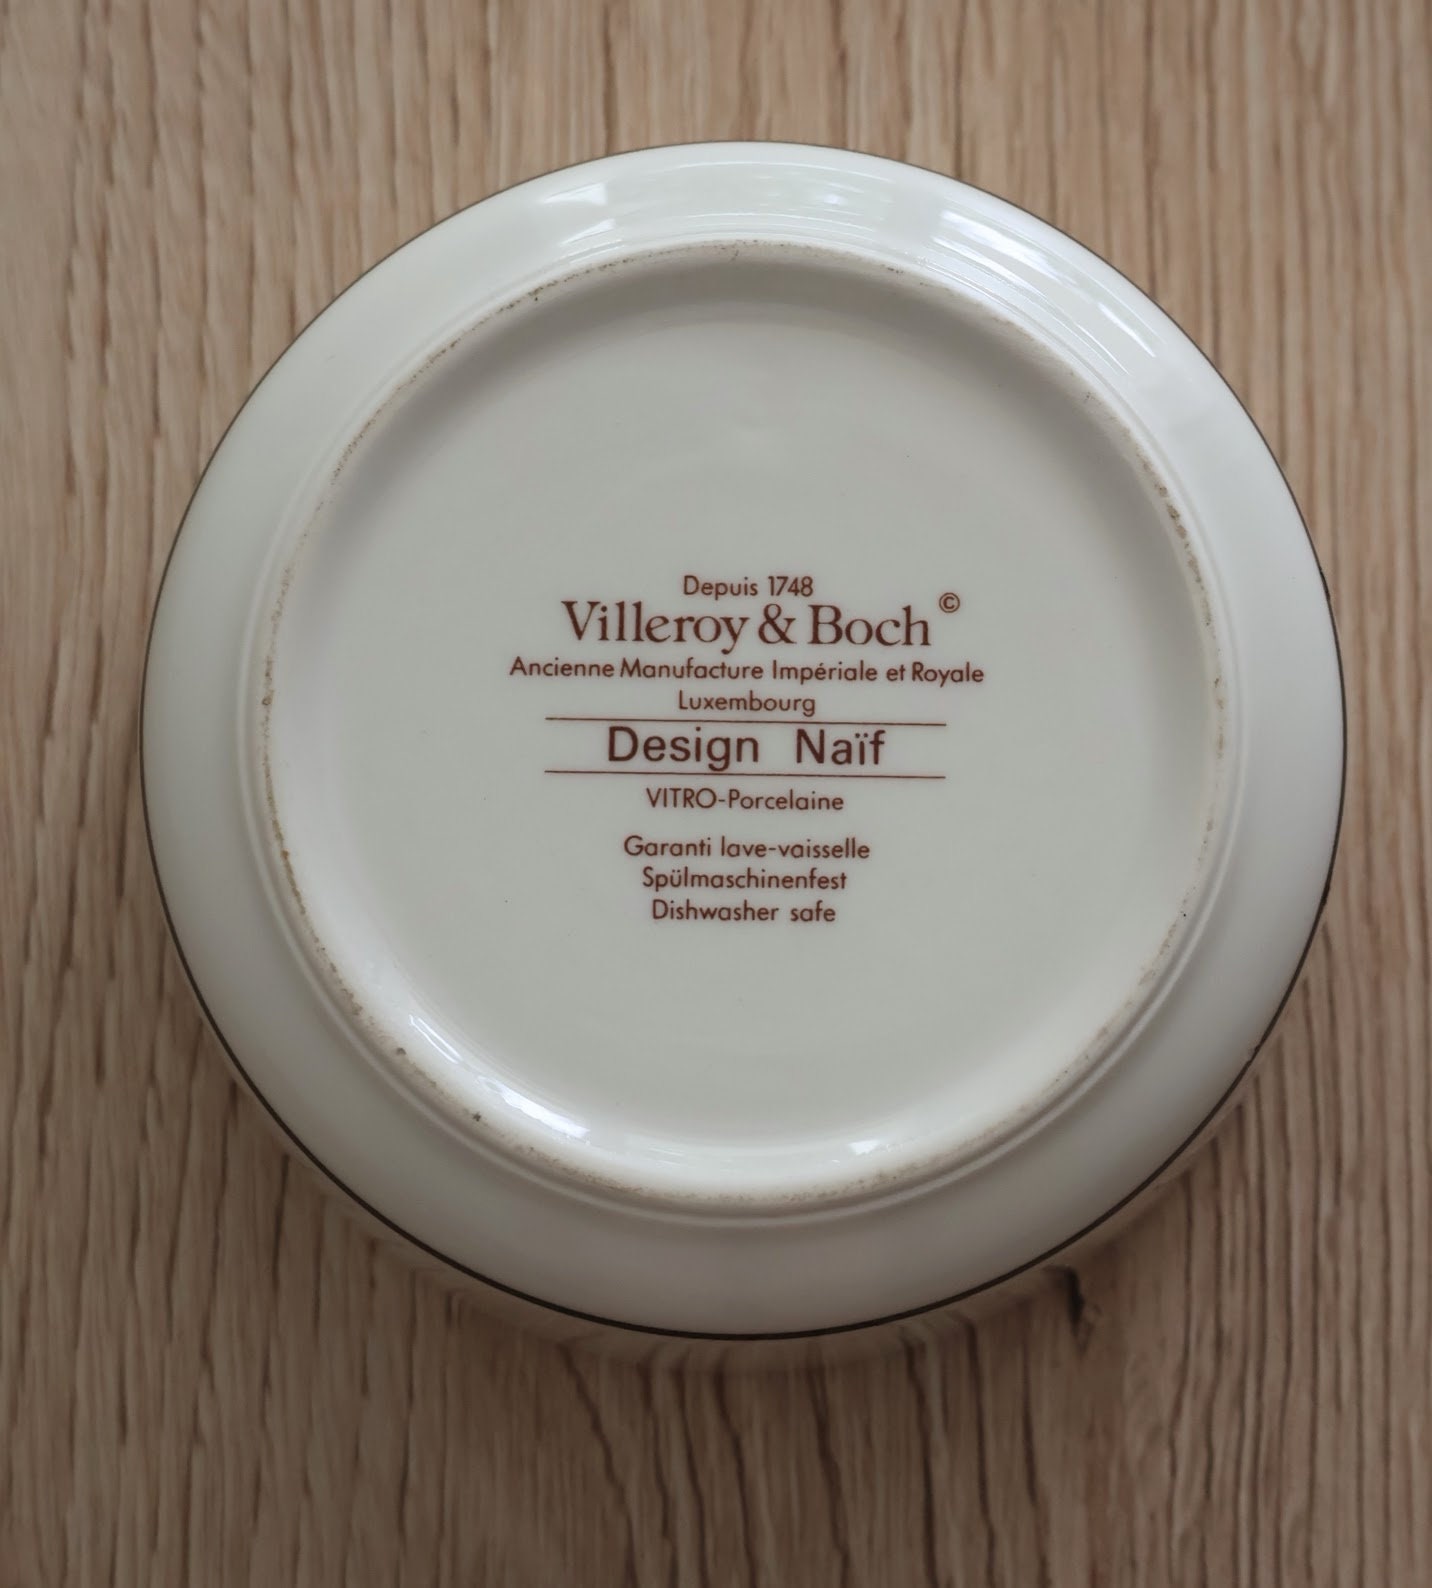 Depuis 1748
Villeroy & Boch ©
Ancienne Manufacture Impériale et Royale
Luxembourg
Design Naïf
VITRO-Porcelaine
Garanti lave-vaisselle
Spülmaschinenfest
Dishwasher safe